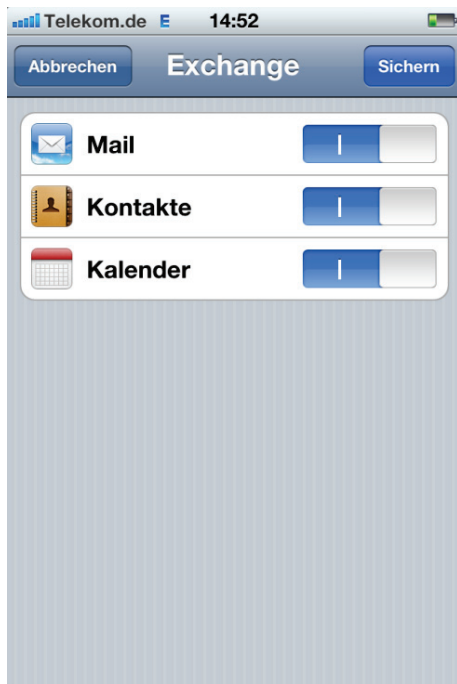 Telekom.de E 14:52
Abbrechen Exchange Sichern
Mail
Kontakte
Kalender